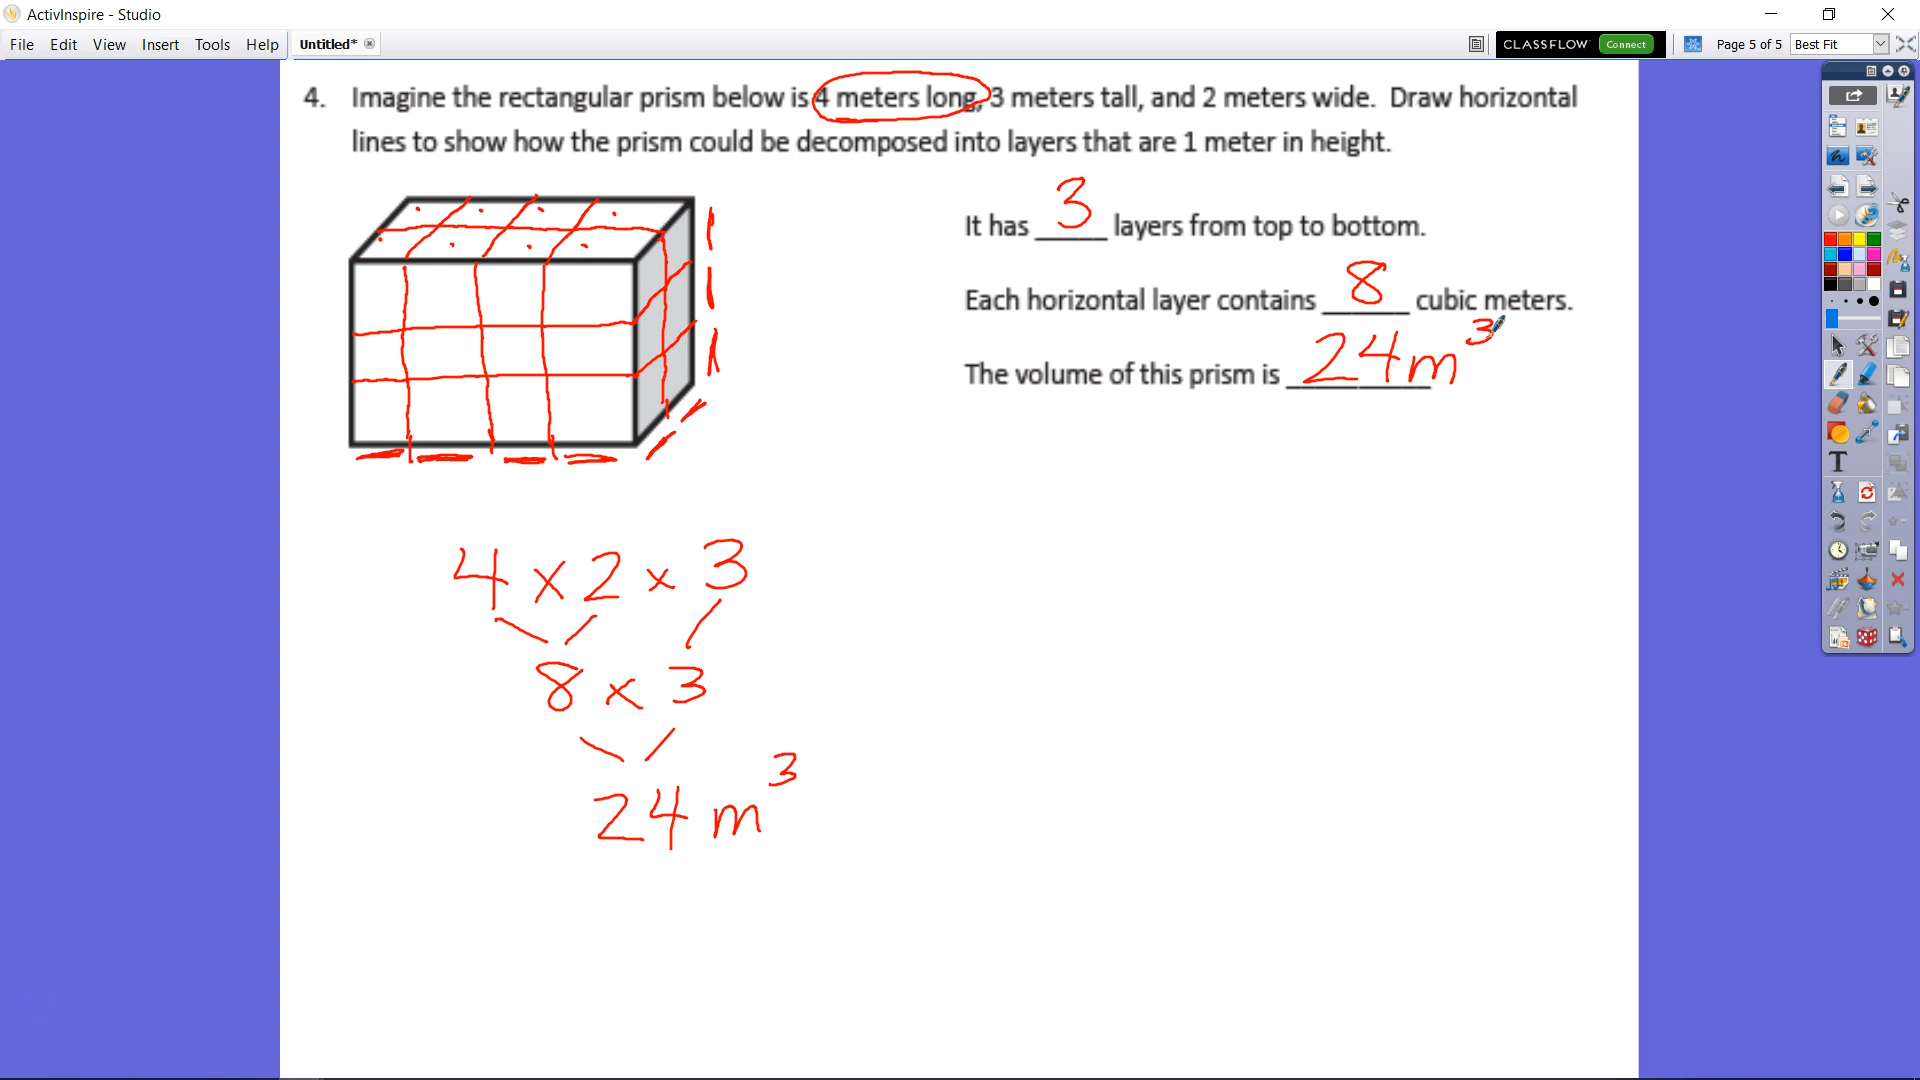 ActivInspire - Studio
File Edit View Insert Tools Help Untitled* CLASSFLOW Connect Page 5 of 5 Best Fit
4. Imagine the rectangular prism below is 4 meters long, 3 meters tall, and 2 meters wide. Draw horizontal
lines to show how the prism could be decomposed into layers that are 1 meter in height.
It has 3 layers from top to bottom.
Each horizontal layer contains 8 cubic meters.
The volume of this prism is 24 m³
4 x 2 x 3
8 x 3
24 m³